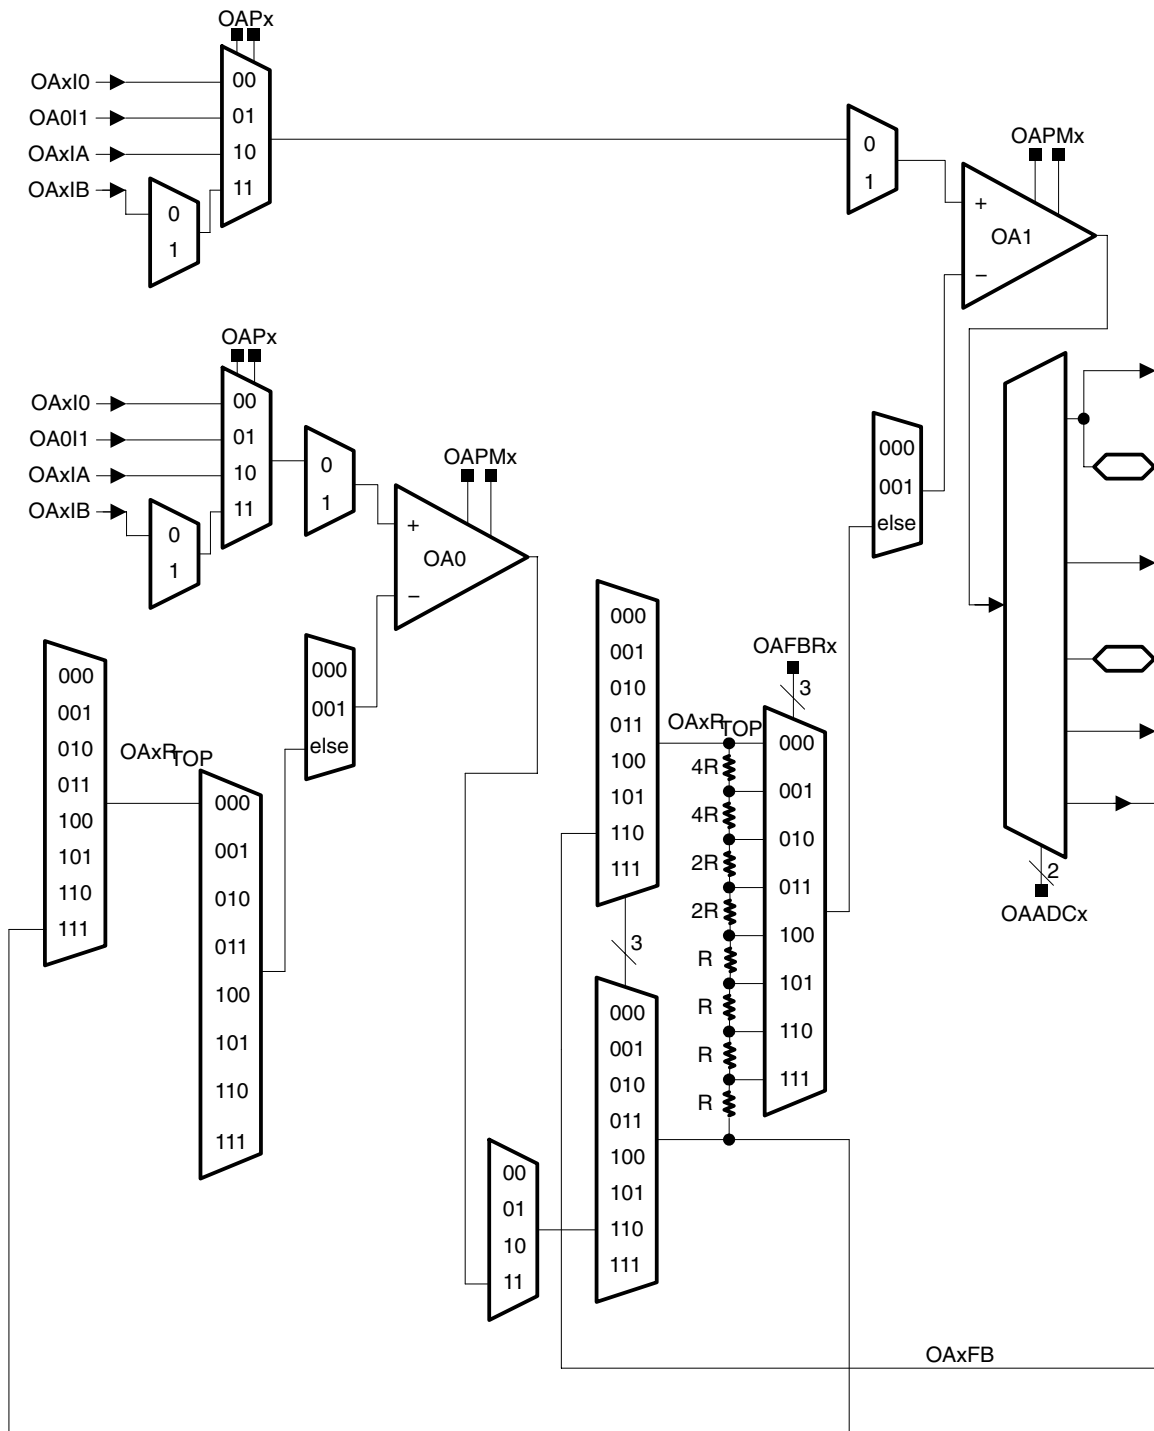 OAPx
OAxI0
OA0I1
OAxIA
OAxIB
00
01
10
11
0
1
0
1
OAPMx
+
OA1
−
OAPx
OAxI0
OA0I1
OAxIA
OAxIB
00
01
10
11
0
1
0
1
OAPMx
+
OA0
−
000
001
else
000
001
else
000
001
010
011
100
101
110
111
OAxRTOP
000
001
010
011
100
101
110
111
000
001
010
011
100
101
110
111
3
OAxRTOP
4R
4R
2R
2R
R
R
R
R
OAFBRx
3
000
001
010
011
100
101
110
111
2
OAADCx
000
001
010
011
100
101
110
111
00
01
10
11
OAxFB